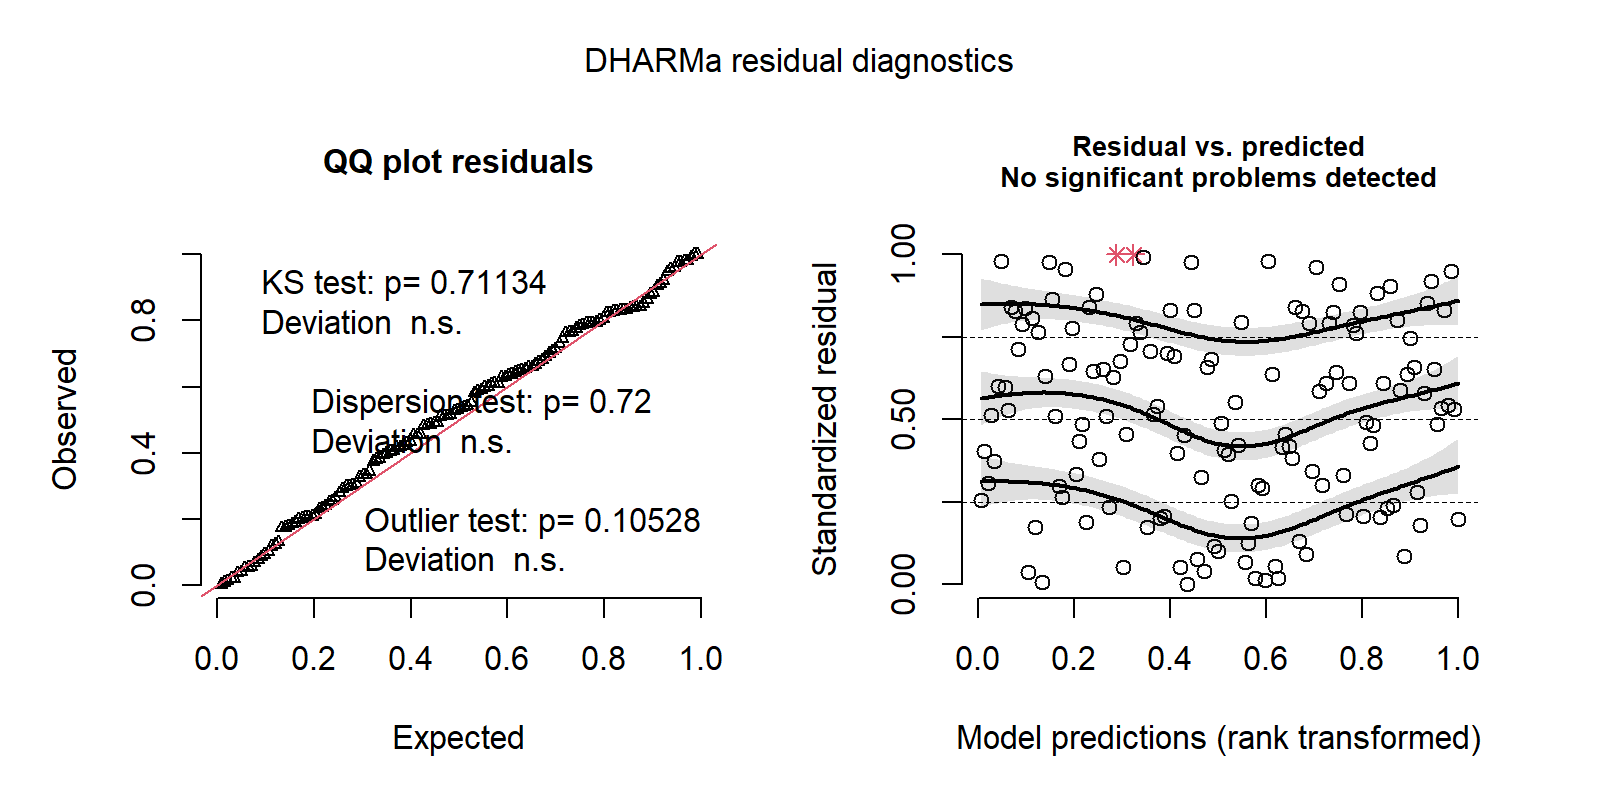 DHARMa residual diagnostics
QQ plot residuals
KS test: p= 0.71134
Deviation  n.s.
Dispersion test: p= 0.72
Deviation  n.s.
Outlier test: p= 0.10528
Deviation  n.s.
Observed
0.0
0.4
0.8
0.0 0.2 0.4 0.6 0.8 1.0
Expected
Residual vs. predicted
No significant problems detected
Standardized residual
0.00
0.50
1.00
0.0 0.2 0.4 0.6 0.8 1.0
Model predictions (rank transformed)